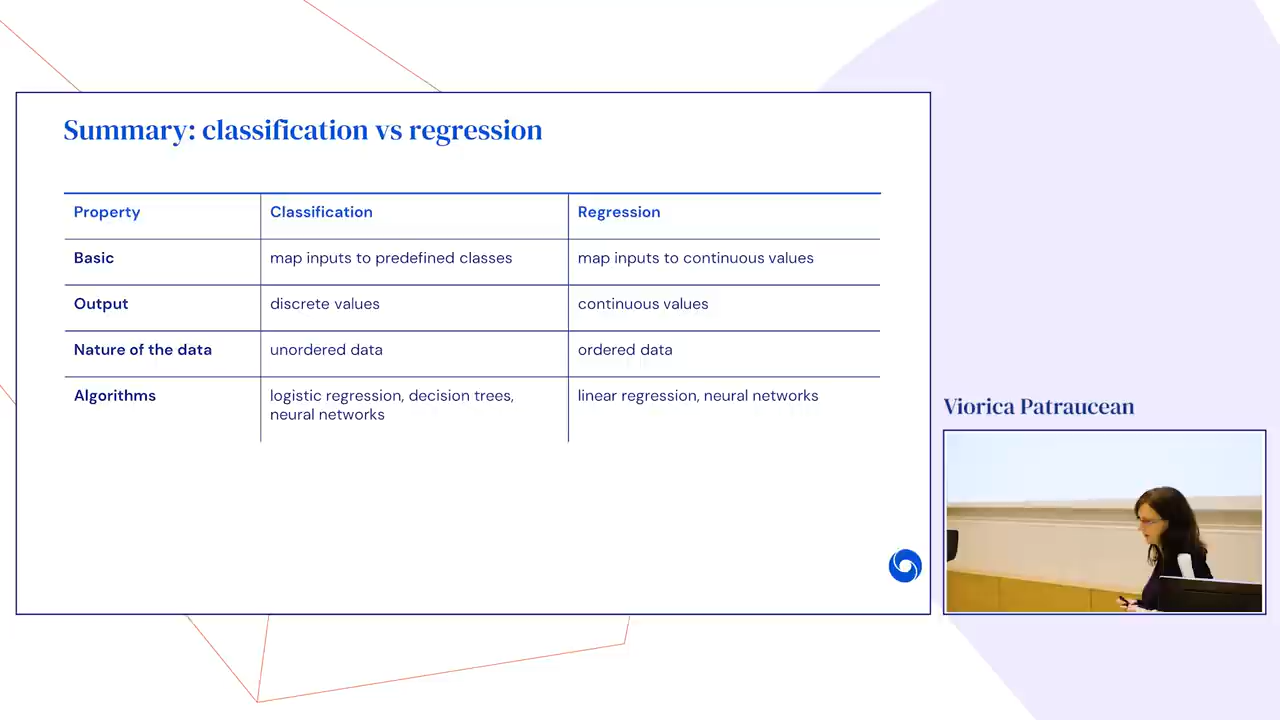 Summary: classification vs regression
Property Classification Regression
Basic map inputs to predefined classes map inputs to continuous values
Output discrete values continuous values
Nature of the data unordered data ordered data
Algorithms logistic regression, decision trees, linear regression, neural networks
neural networks
Viorica Patraucean